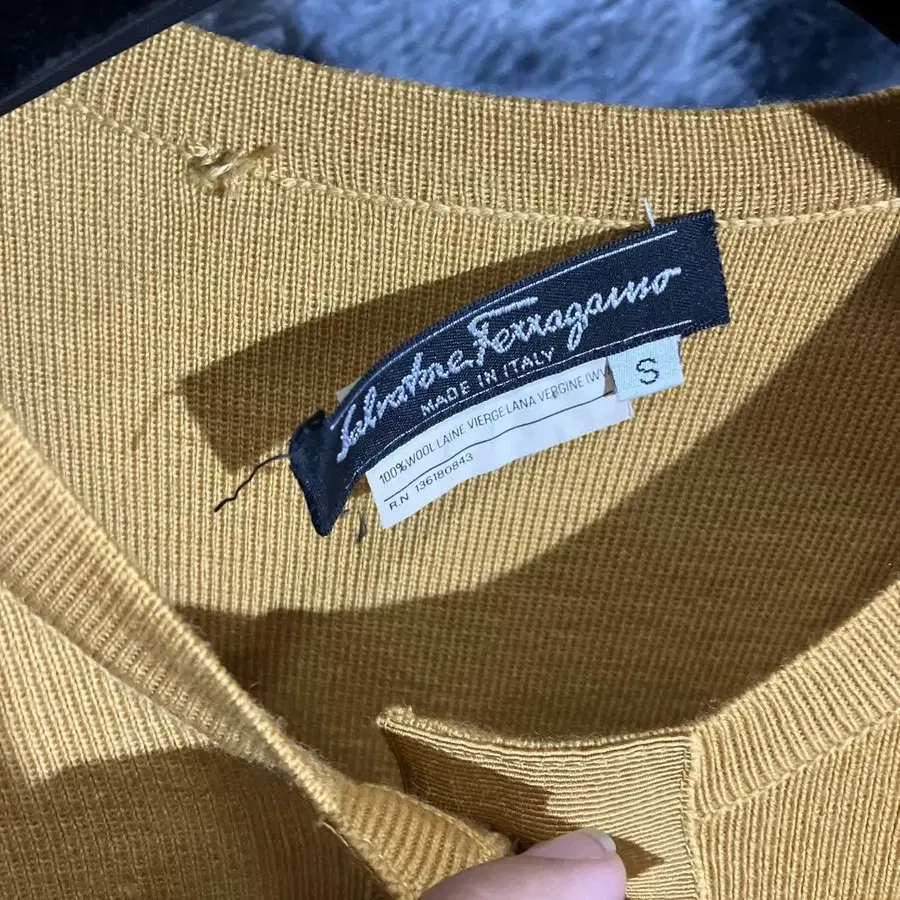 Salvatore Ferragamo
MADE IN ITALY
S
100% WOOL LAINE VIERGE LANA VERGINE (WV
R.N 136180843